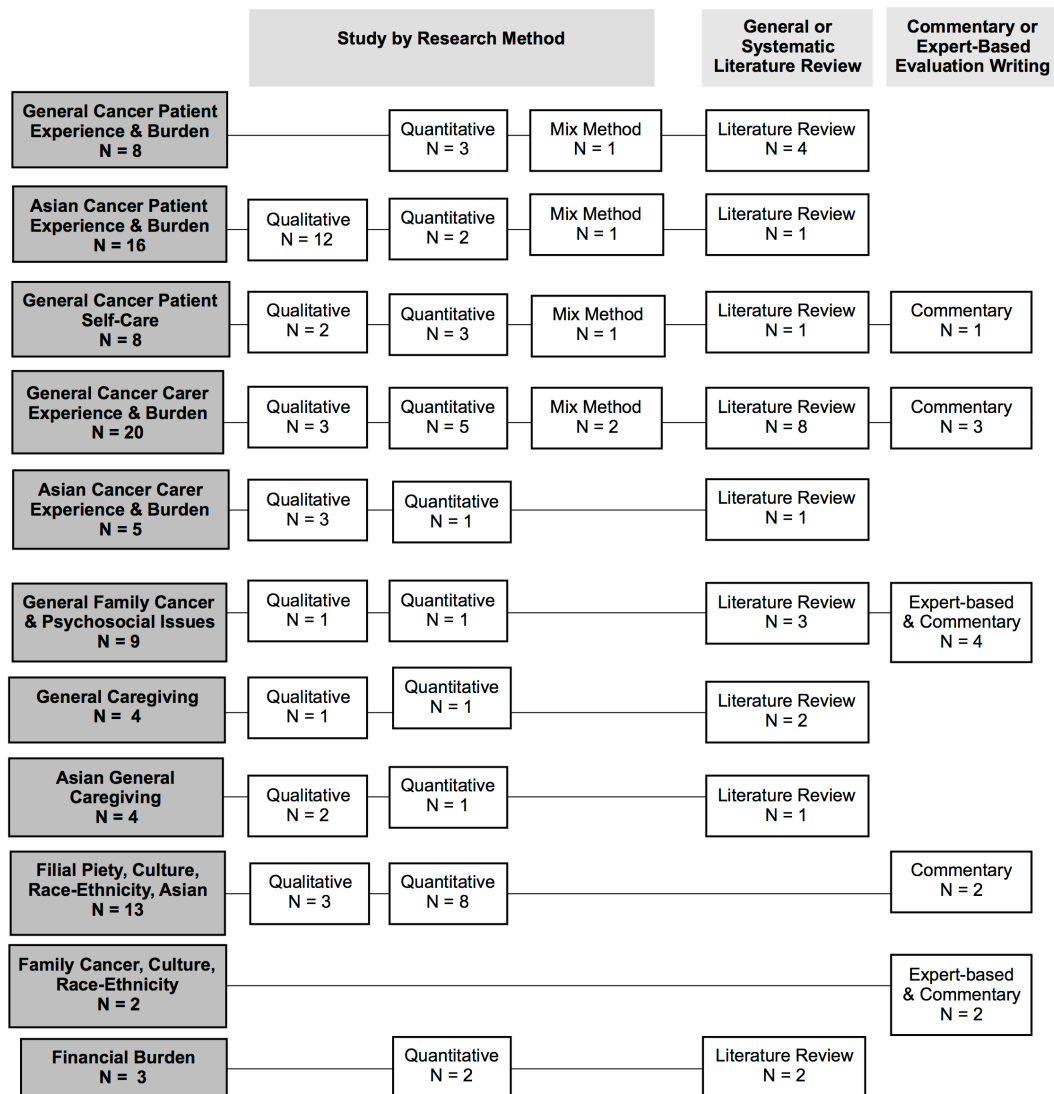 Study by Research Method
General or
Systematic
Literature Review
Commentary or
Expert-Based
Evaluation Writing
General Cancer Patient
Experience & Burden
N = 8
Quantitative
N = 3
Mix Method
N = 1
Literature Review
N = 4
Asian Cancer Patient
Experience & Burden
N = 16
Qualitative
N = 12
Quantitative
N = 2
Mix Method
N = 1
Literature Review
N = 1
General Cancer Patient
Self-Care
N = 8
Qualitative
N = 2
Quantitative
N = 3
Mix Method
N = 1
Literature Review
N = 1
Commentary
N = 1
General Cancer Carer
Experience & Burden
N = 20
Qualitative
N = 3
Quantitative
N = 5
Mix Method
N = 2
Literature Review
N = 8
Commentary
N = 3
Asian Cancer Carer
Experience & Burden
N = 5
Qualitative
N = 3
Quantitative
N = 1
Literature Review
N = 1
General Family Cancer
& Psychosocial Issues
N = 9
Qualitative
N = 1
Quantitative
N = 1
Literature Review
N = 3
Expert-based
& Commentary
N = 4
General Caregiving
N =  4
Qualitative
N = 1
Quantitative
N = 1
Literature Review
N = 2
Asian General
Caregiving
N = 4
Qualitative
N = 2
Quantitative
N = 1
Literature Review
N = 1
Filial Piety, Culture,
Race-Ethnicity, Asian
N = 13
Qualitative
N = 3
Quantitative
N = 8
Commentary
N = 2
Family Cancer, Culture,
Race-Ethnicity
N = 2
Expert-based
& Commentary
N = 2
Financial Burden
N =  3
Quantitative
N = 2
Literature Review
N = 2